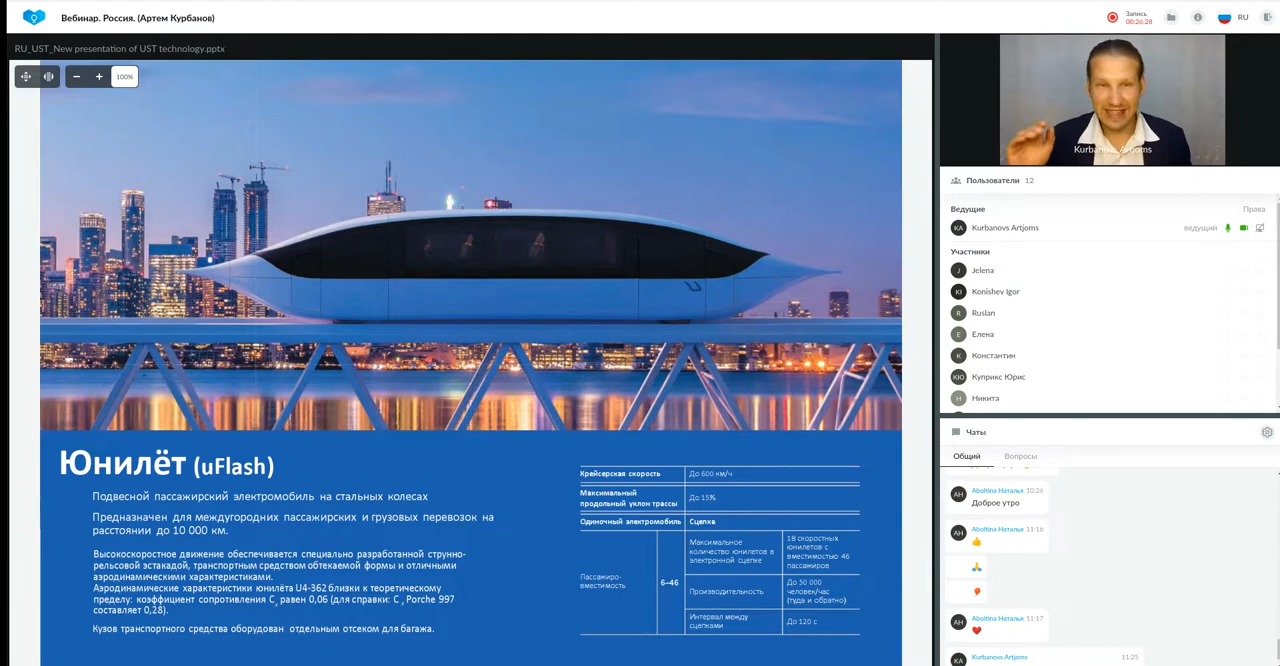 Вебинар. Россия. (Артем Курбанов)
Запись
00:26:28
RU
RU_UST_New presentation of UST technology.pptx
100%
Kurbanovs Artjoms
Пользователи 12
Ведущие
Права
KA Kurbanovs Artjoms ведущий
Участники
J Jelena
KI Konishev Igor
R Ruslan
Е Елена
К Константин
КЮ Куприкс Юрис
Н Никита
Чаты
Общий Вопросы
АН Aboltina Наталья 10:26
Доброе утро
АН Aboltina Наталья 11:16
АН Aboltina Наталья 11:17
KA Kurbanovs Artjoms 11:25
Юнилёт (uFlash)
Подвесной пассажирский электромобиль на стальных колесах
Предназначен для междугородних пассажирских и грузовых перевозок на
расстоянии до 10 000 км.
Высокоскоростное движение обеспечивается специально разработанной струнно-
рельсовой эстакадой, транспортным средством обтекаемой формы и отличными
аэродинамическими характеристиками.
Аэродинамические характеристики юнилёта U4-362 близки к теоретическому
пределу: коэффициент сопротивления Cx равен 0,06 (для справки: C x Porche 997
составляет 0,28).
Кузов транспортного средства оборудован отдельным отсеком для багажа.
Крейсерская скорость До 600 км/ч
Максимальный
продольный уклон трассы До 15%
Одиночный электромобиль Сцепка
Пассажиро-
вместимость
6–46
Максимальное
количество юнилетов в
электронной сцепке
18 скоростных
юнилетов с
вместимостью 46
пассажиров
Производительность
До 50 000
человек/час
(туда и обратно)
Интервал между
сцепками
До 120 с